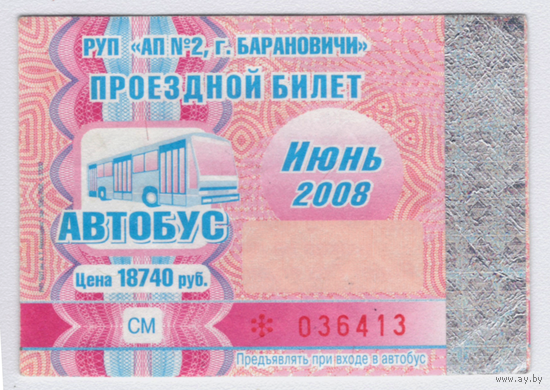 РУП «АП №2, г. БАРАНОВИЧИ»
ПРОЕЗДНОЙ БИЛЕТ
Июнь
2008
АВТОБУС
Цена 18740 руб.
СМ
✻ 036413
Предъявлять при входе в автобус
www.ay.by